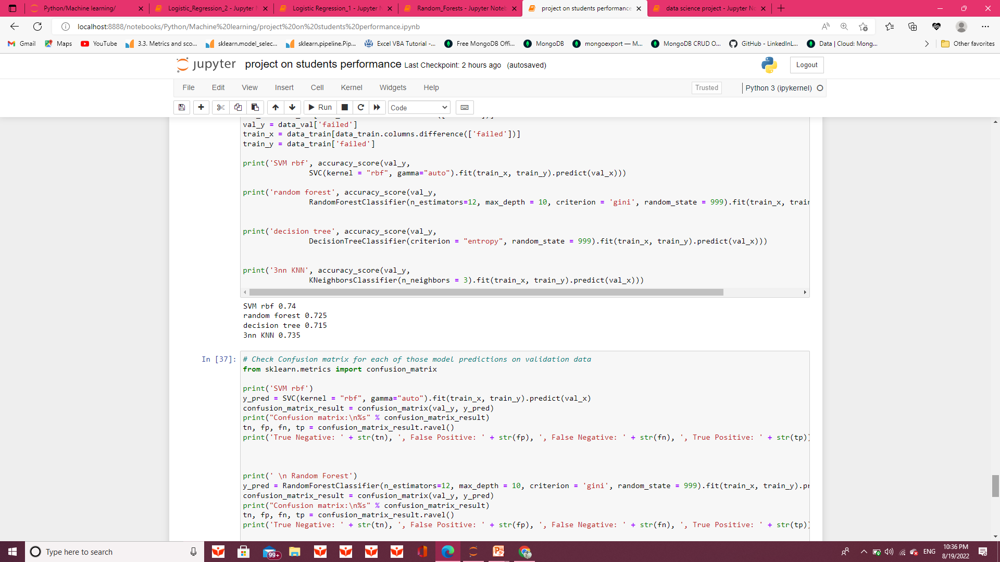 Python/Machine learning/
Logistic_Regression_2 - Jupyter N
Logistic Regression_1 - Jupyter N
Random_Forests - Jupyter Noteb
project on students performance
data science project - Jupyter No
localhost:8888/notebooks/Python/Machine%20learning/project%20on%20students%20performance.ipynb
Gmail
Maps
YouTube
3.3. Metrics and sco...
sklearn.model_selec...
sklearn.pipeline.Pip...
Excel VBA Tutorial –...
Free MongoDB Offi...
MongoDB
mongoexport — M...
MongoDB CRUD O...
GitHub - LinkedInL...
Data | Cloud: Mong...
Other favorites
jupyter project on students performance Last Checkpoint: 2 hours ago (autosaved)
Logout
File Edit View Insert Cell Kernel Widgets Help
Trusted
Python 3 (ipykernel)
Run
Code
val_y = data_val['failed']
train_x = data_train[data_train.columns.difference(['failed'])]
train_y = data_train['failed']
print('SVM rbf', accuracy_score(val_y,
SVC(kernel = "rbf", gamma="auto").fit(train_x, train_y).predict(val_x)))
print('random forest', accuracy_score(val_y,
RandomForestClassifier(n_estimators=12, max_depth = 10, criterion = 'gini', random_state = 999).fit(train_x, train
print('decision tree', accuracy_score(val_y,
DecisionTreeClassifier(criterion = "entropy", random_state = 999).fit(train_x, train_y).predict(val_x)))
print('3nn KNN', accuracy_score(val_y,
KNeighborsClassifier(n_neighbors = 3).fit(train_x, train_y).predict(val_x)))
SVM rbf 0.74
random forest 0.725
decision tree 0.715
3nn KNN 0.735
In [37]:
# Check Confusion matrix for each of those model predictions on validation data
from sklearn.metrics import confusion_matrix
print('SVM rbf')
y_pred = SVC(kernel = "rbf", gamma="auto").fit(train_x, train_y).predict(val_x)
confusion_matrix_result = confusion_matrix(val_y, y_pred)
print("Confusion matrix:\n%s" % confusion_matrix_result)
tn, fp, fn, tp = confusion_matrix_result.ravel()
print('True Negative: ' + str(tn), ', False Positive: ' + str(fp), ', False Negative: ' + str(fn), ', True Positive: ' + str(tp))
print(' \n Random Forest')
y_pred = RandomForestClassifier(n_estimators=12, max_depth = 10, criterion = 'gini', random_state = 999).fit(train_x, train_y).pr
confusion_matrix_result = confusion_matrix(val_y, y_pred)
print("Confusion matrix:\n%s" % confusion_matrix_result)
tn, fp, fn, tp = confusion_matrix_result.ravel()
print('True Negative: ' + str(tn), ', False Positive: ' + str(fp), ', False Negative: ' + str(fn), ', True Positive: ' + str(tp))
Type here to search
99+
ENG
10:36 PM
8/19/2022